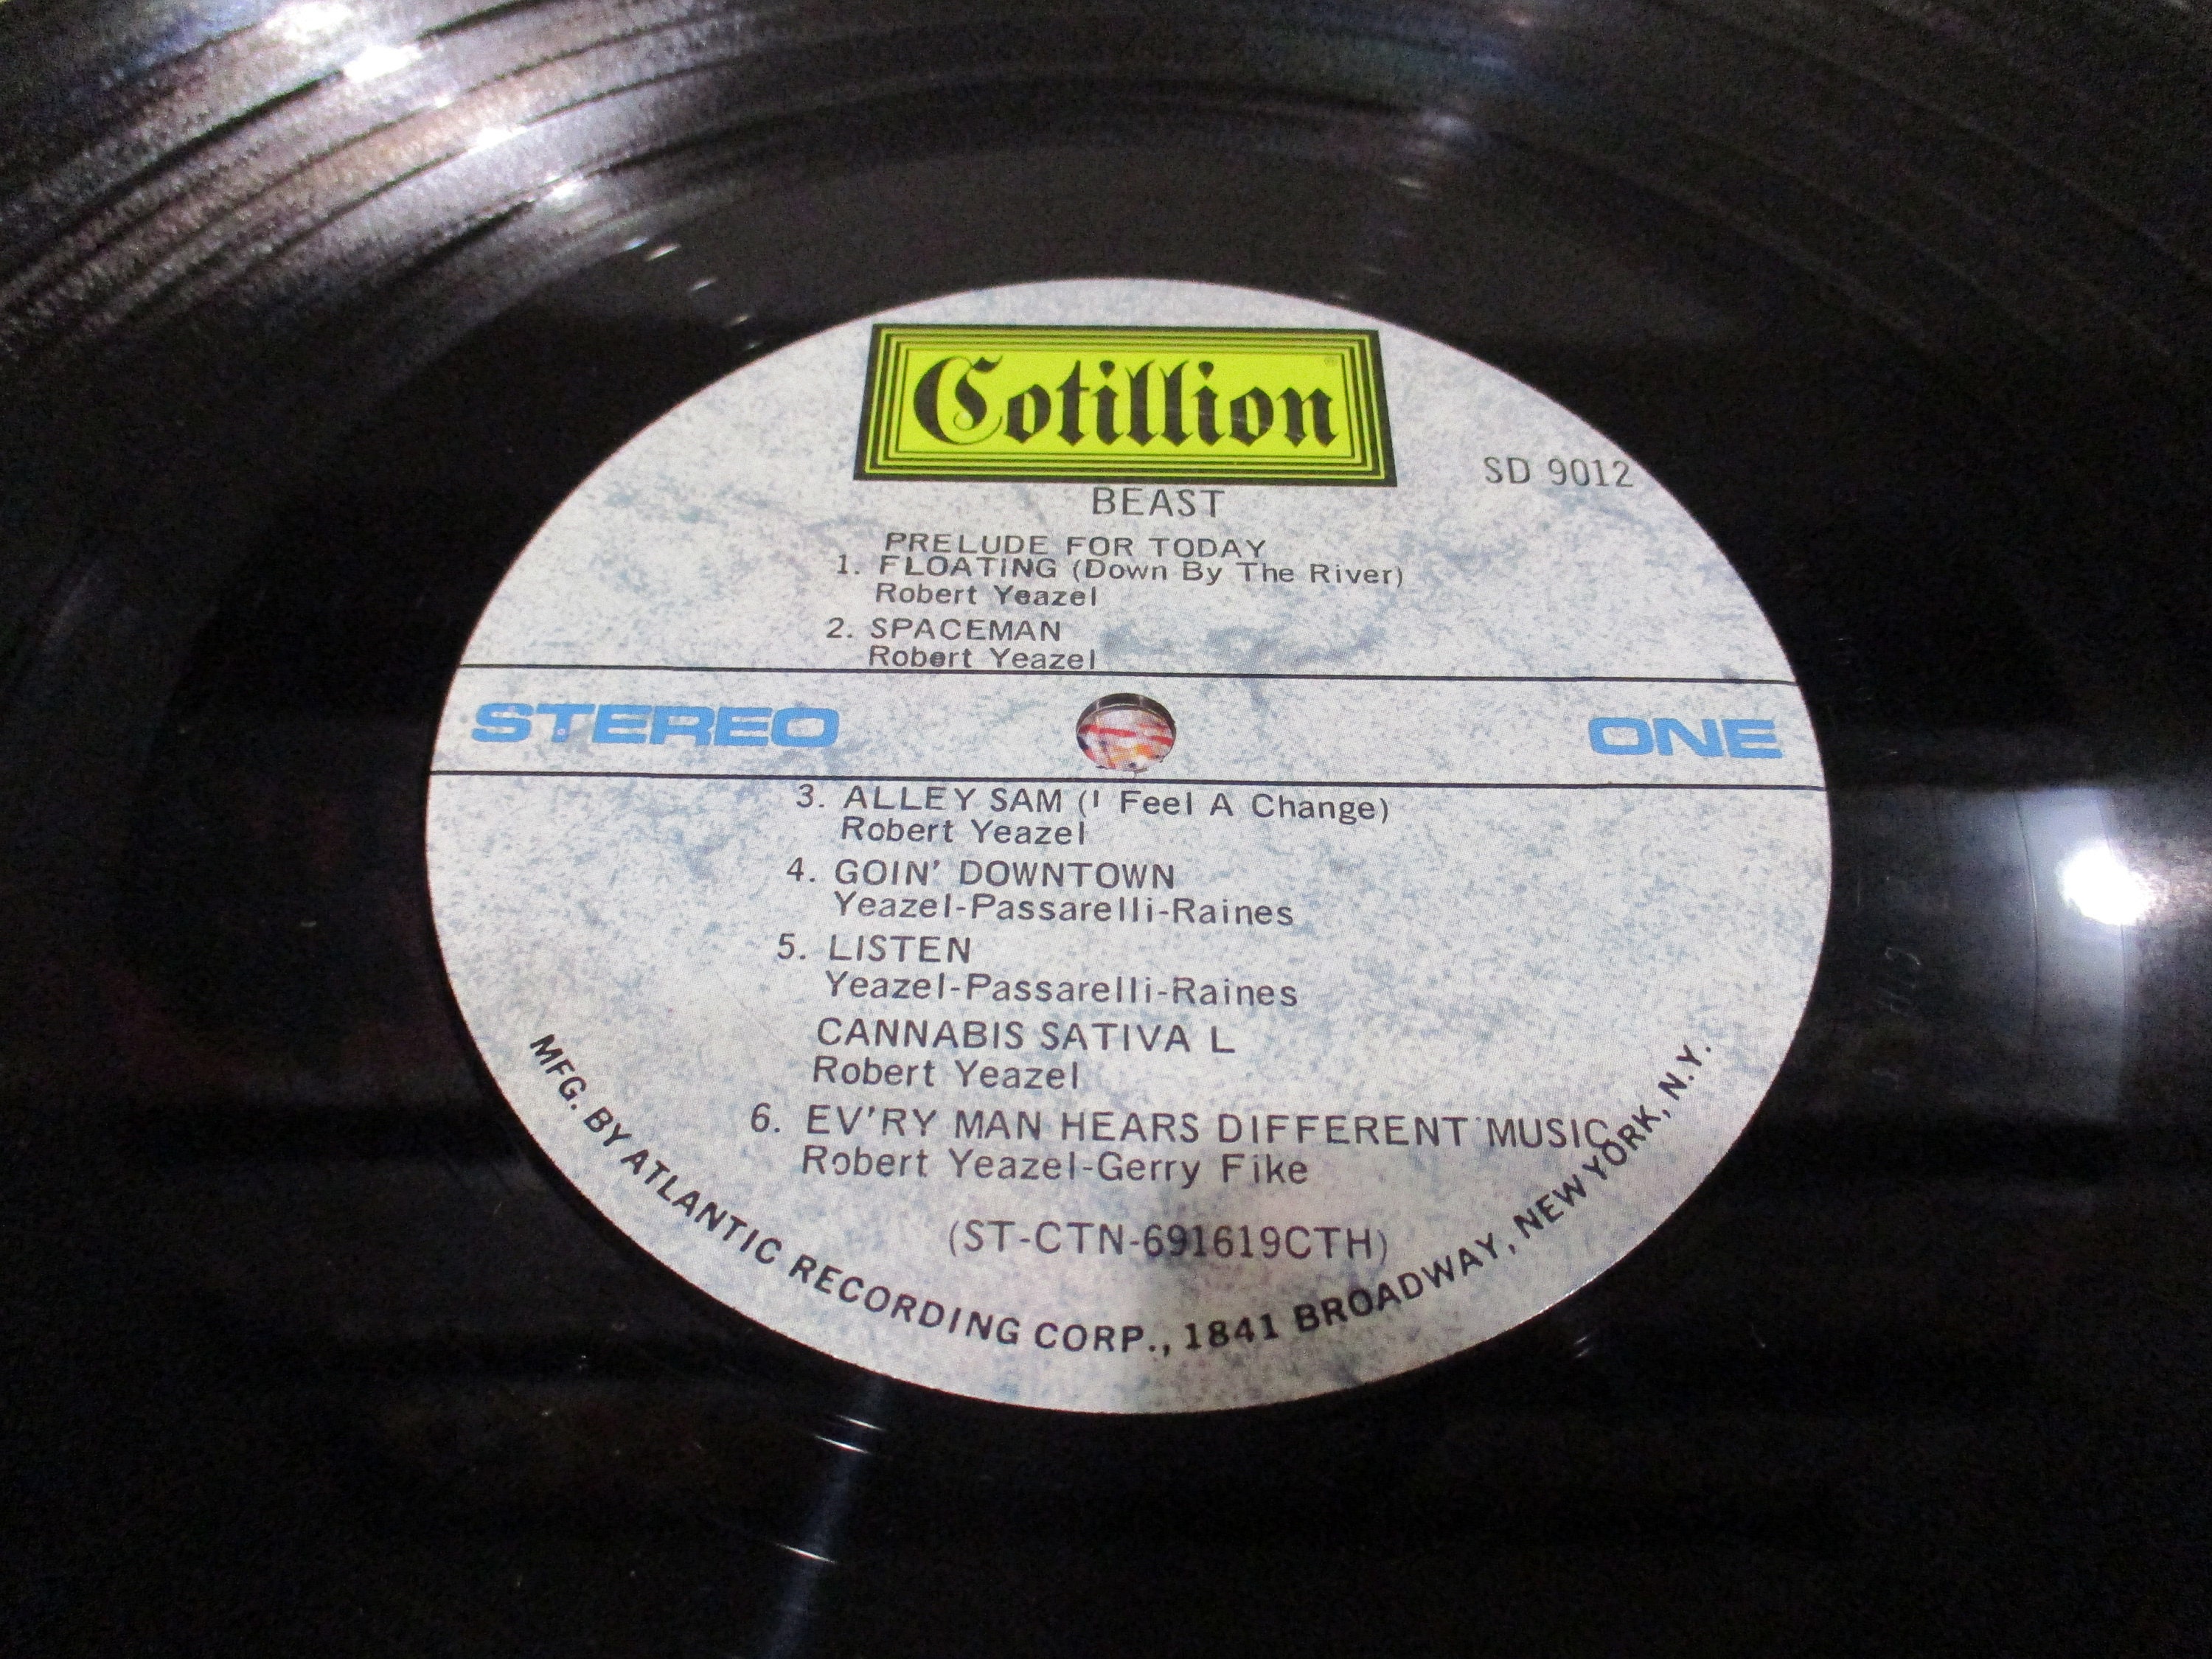 Cotillion
SD 9012
BEAST
PRELUDE FOR TODAY
1. FLOATING (Down By The River)
Robert Yeazel
2. SPACEMAN
Robert Yeazel
STEREO ONE
3. ALLEY SAM (I Feel A Change)
Robert Yeazel
4. GOIN' DOWNTOWN
Yeazel-Passarelli-Raines
5. LISTEN
Yeazel-Passarelli-Raines
CANNABIS SATIVA L
Robert Yeazel
6. EV'RY MAN HEARS DIFFERENT MUSIC
Robert Yeazel-Gerry Fike
(ST-CTN-691619CTH)
MFG. BY ATLANTIC RECORDING CORP., 1841 BROADWAY, NEW YORK, N.Y.